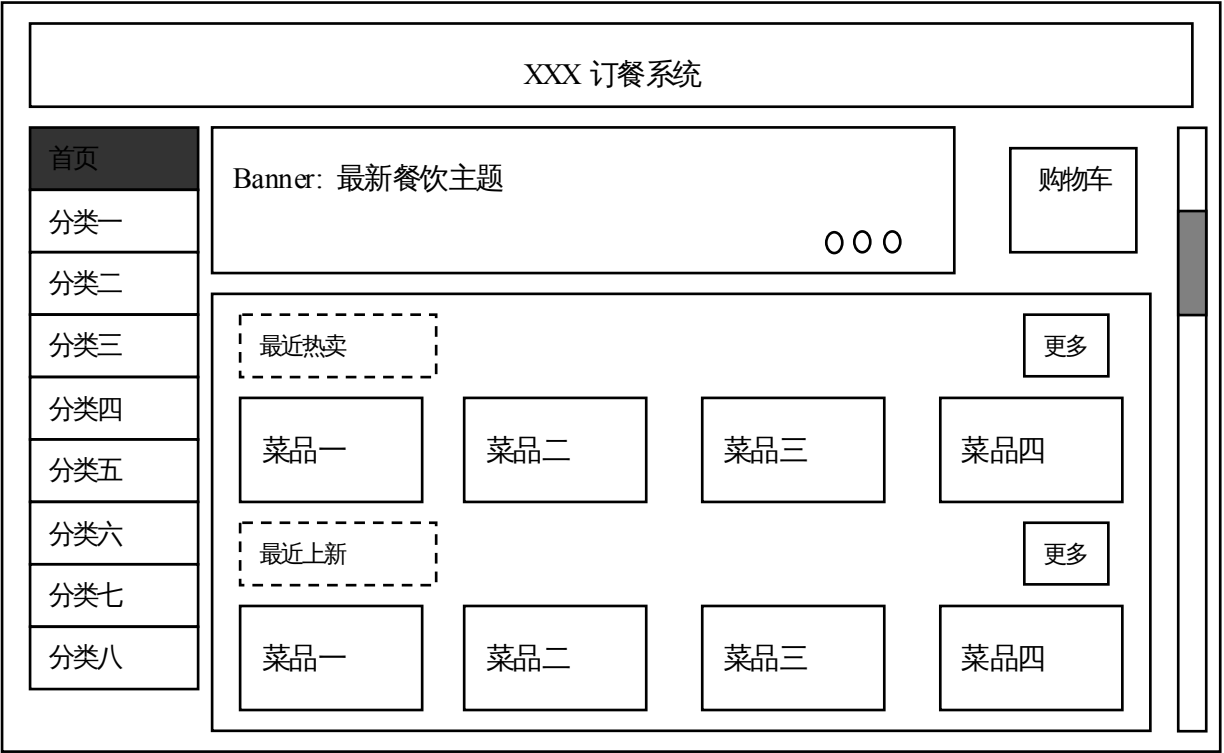 XXX 订餐系统
首页
分类一
分类二
分类三
分类四
分类五
分类六
分类七
分类八
Banner: 最新餐饮主题
购物车
最近热卖
更多
菜品一
菜品二
菜品三
菜品四
最近上新
更多
菜品一
菜品二
菜品三
菜品四